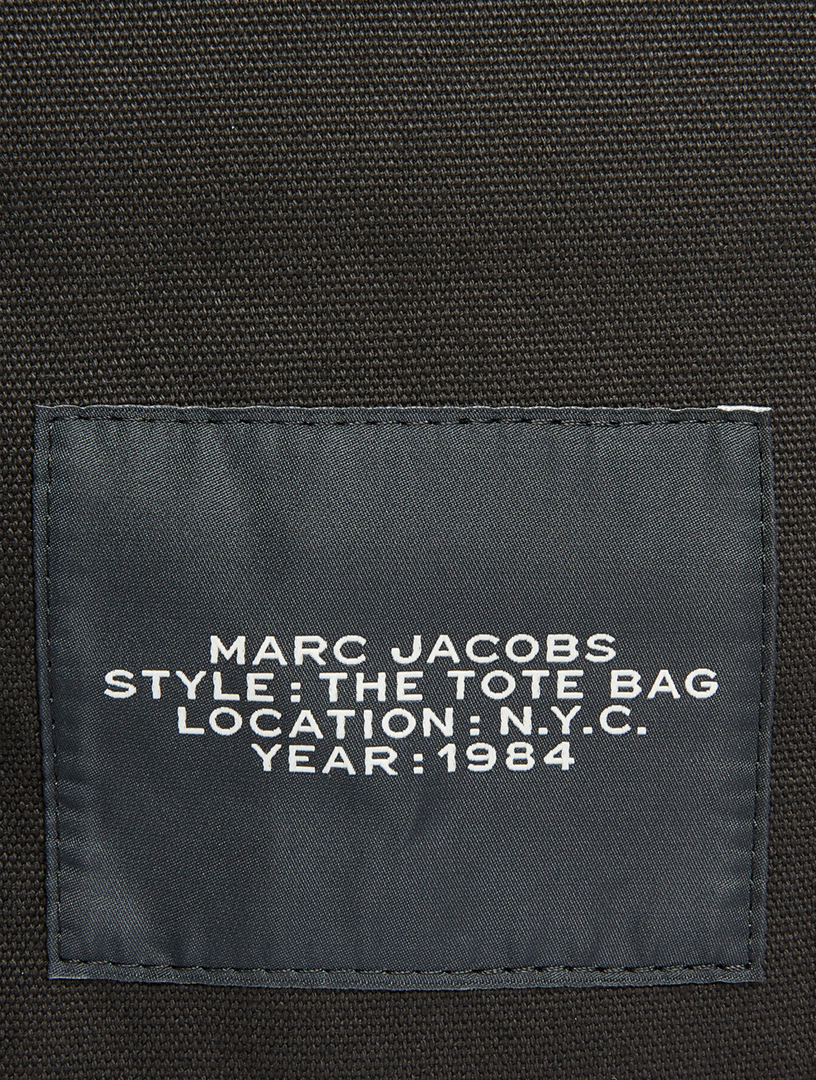 MARC JACOBS
STYLE: THE TOTE BAG
LOCATION: N.Y.C.
YEAR: 1984